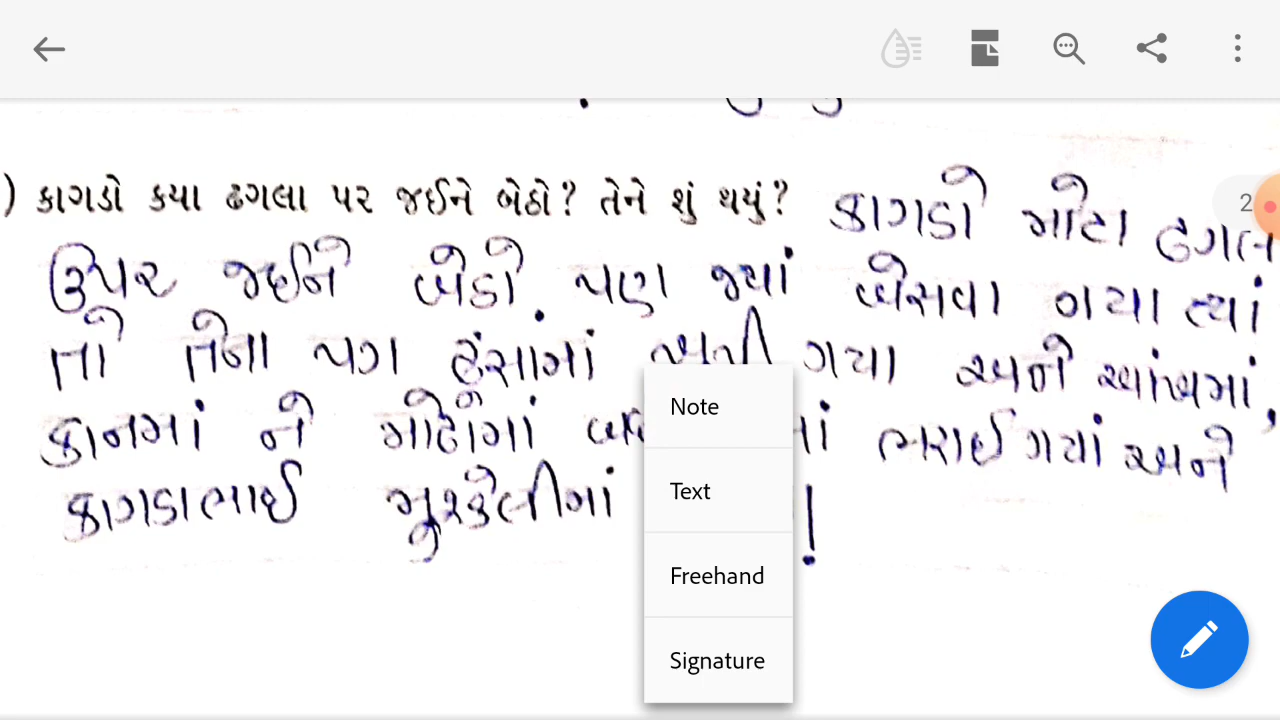 2
) કાગડો કયા ઢગલા પર જઈને બેઠો? તેને શું થયું? કાગડો મોટા ઢગલ
ઉપર જઈને બેઠો. પણ જ્યાં બેસવા ગયા ત્યાં
તો તેના પગ હંસામાં ગયા અને આંખમાં,
કાનમાં ને મોઢામાં ભરાઈ ગયાં અને
કાગડાભાઈ મુશ્કેલીમાં !
Note
Text
Freehand
Signature